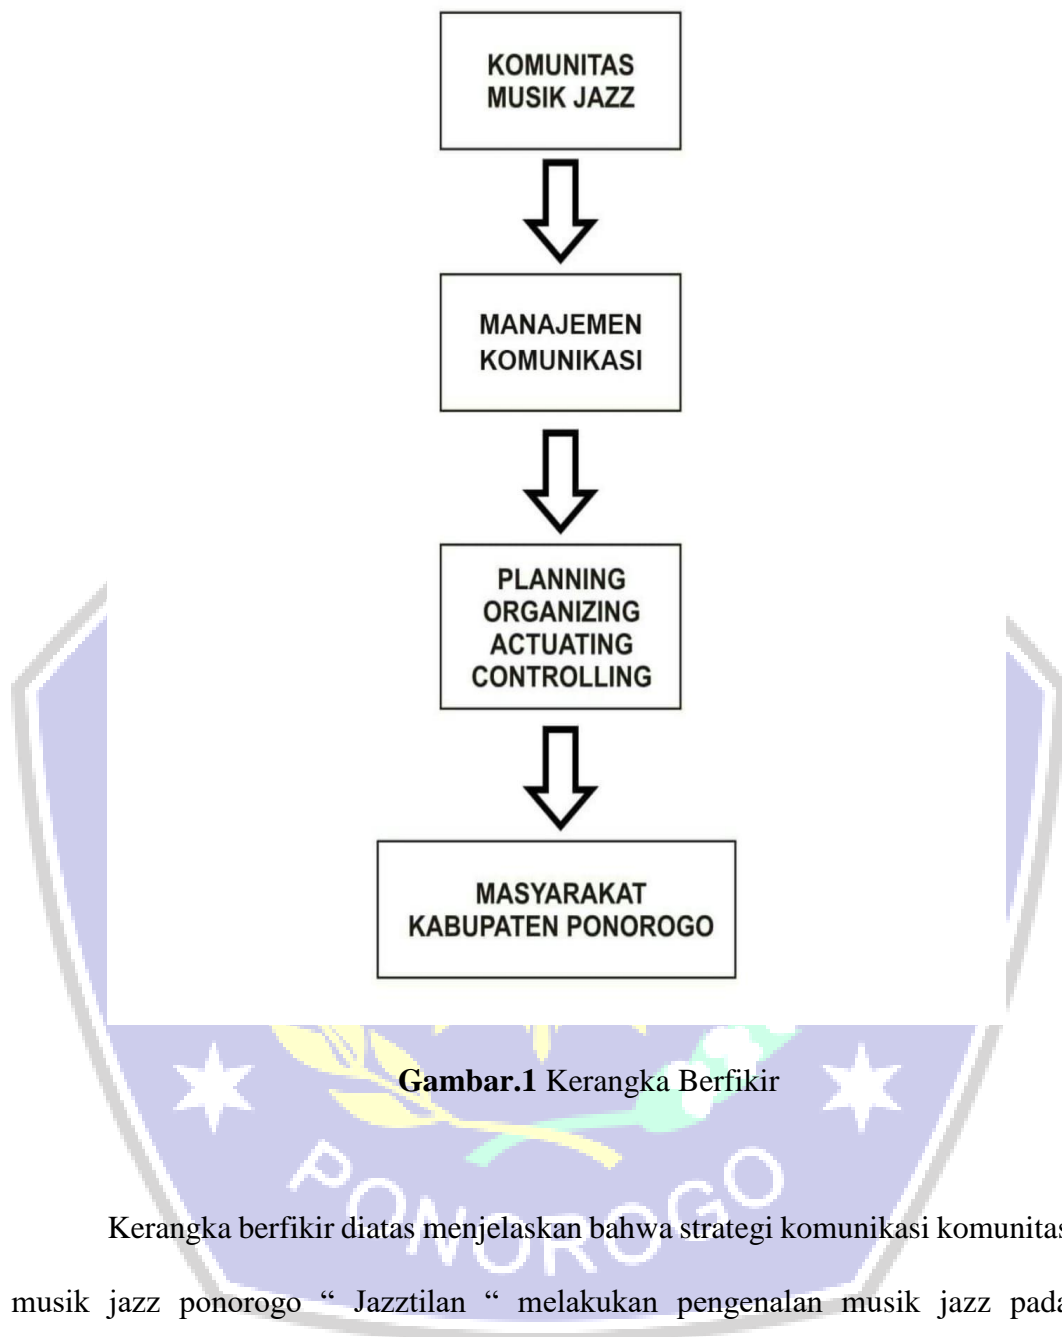 KOMUNITAS
MUSIK JAZZ
MANAJEMEN
KOMUNIKASI
PLANNING
ORGANIZING
ACTUATING
CONTROLLING
MASYARAKAT
KABUPATEN PONOROGO
Gambar.1 Kerangka Berfikir
PONOROGO
Kerangka berfikir diatas menjelaskan bahwa strategi komunikasi komunitas
musik jazz ponorogo “ Jazztilan “ melakukan pengenalan musik jazz pada